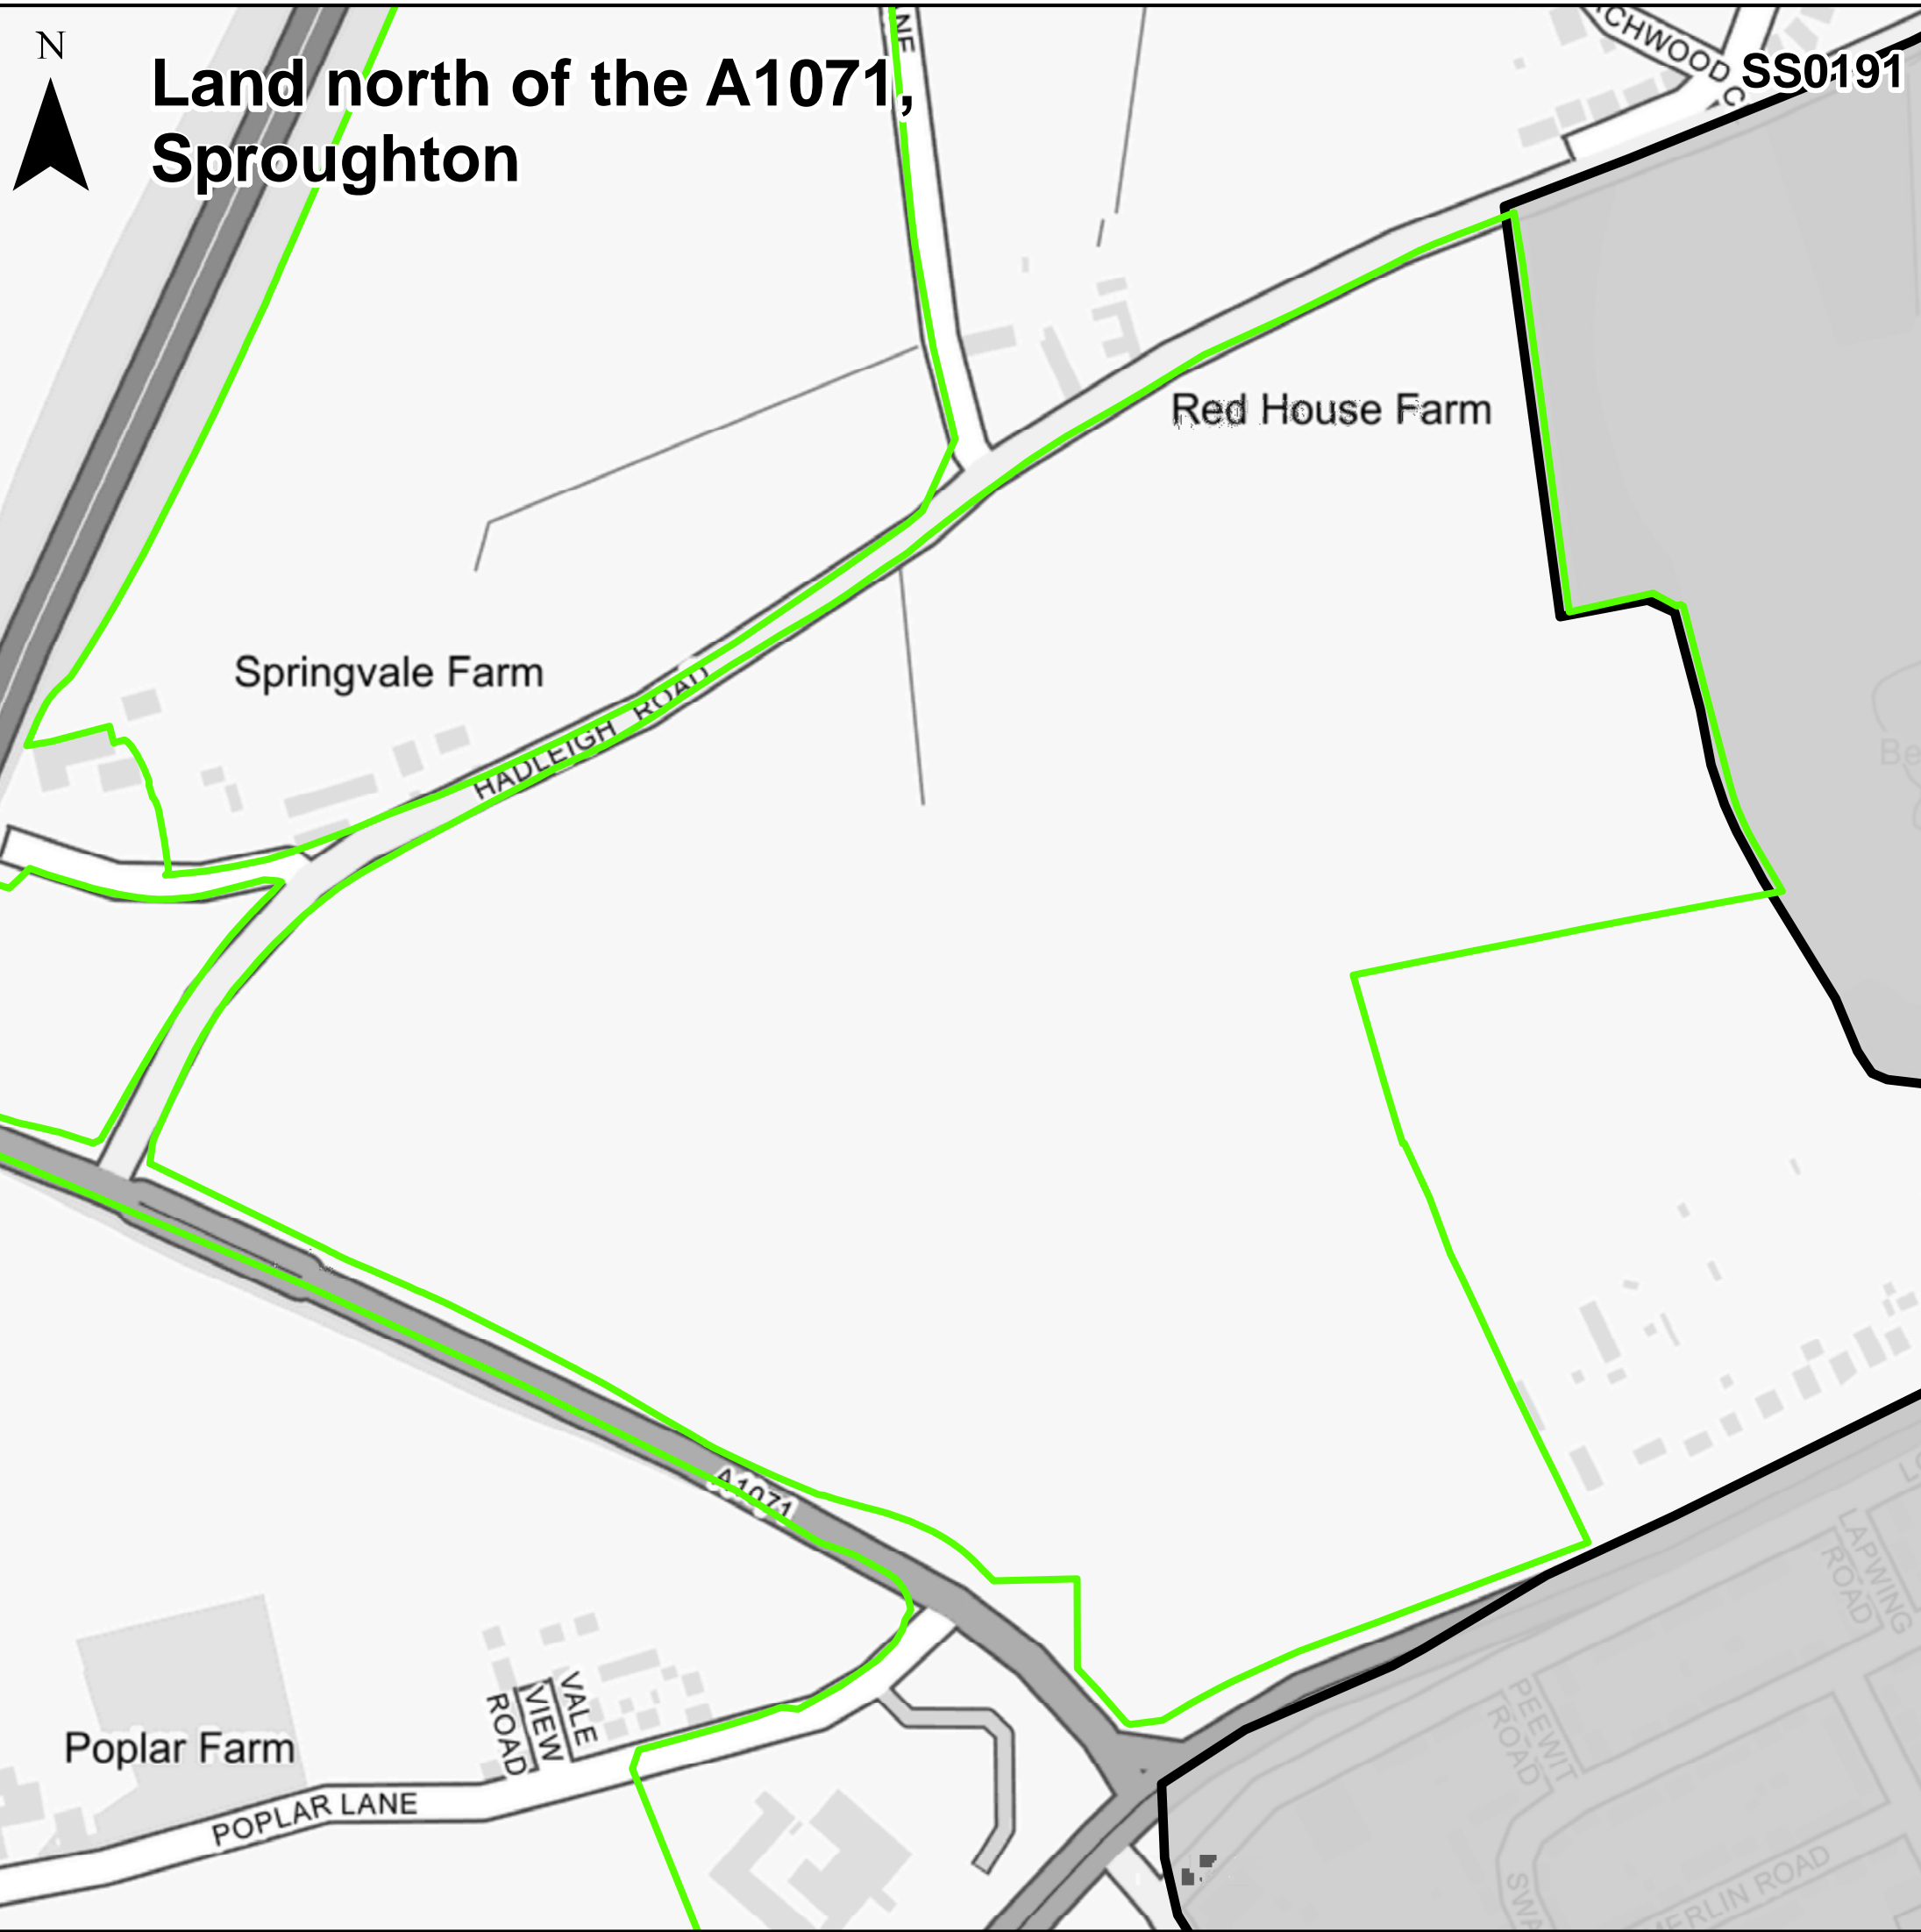 N
Land north of the A1071,
Sproughton
SS0191
Red House Farm
Springvale Farm
HADLEIGH ROAD
A1071
LAPWING
ROAD
PEEWIT
ROAD
VALE
VIEW
ROAD
Poplar Farm
POPLAR LANE
MERLIN ROAD